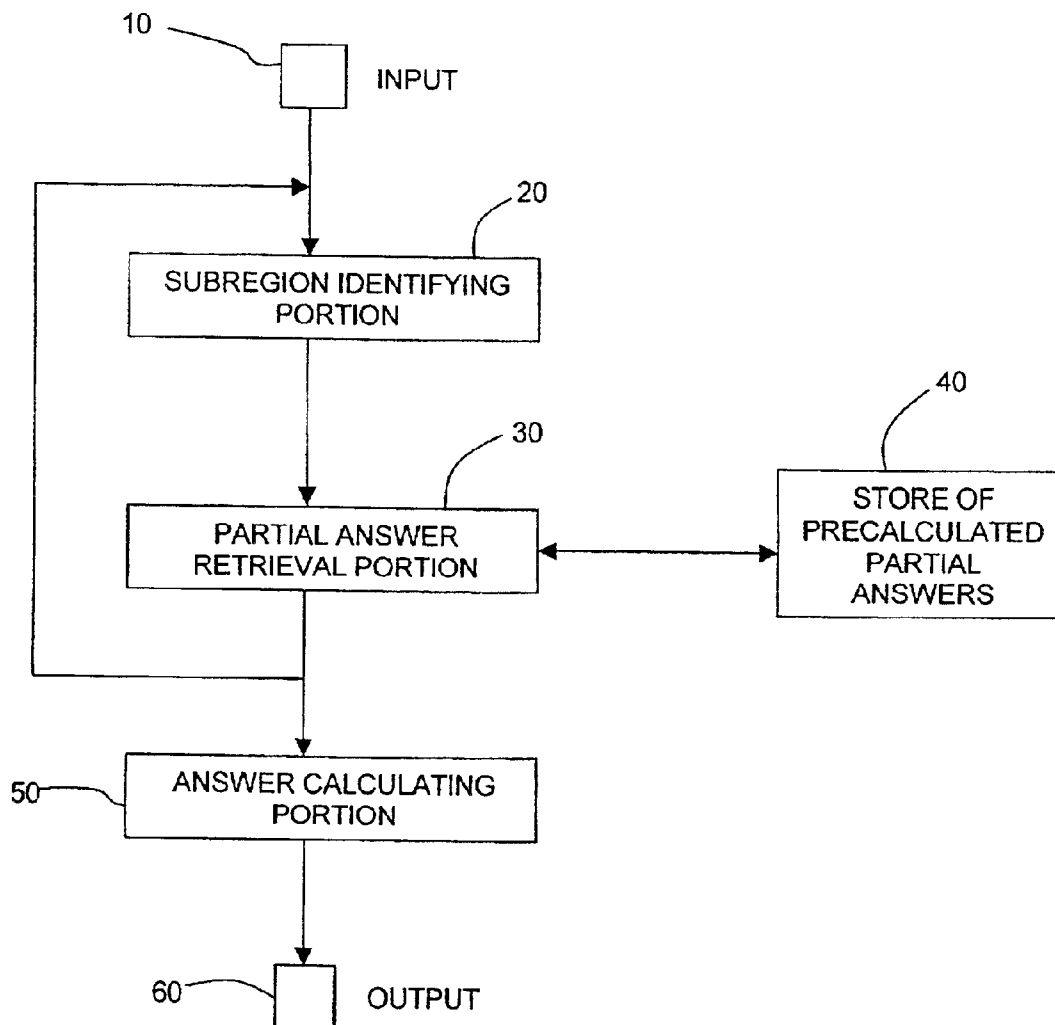 10
INPUT
20
SUBREGION IDENTIFYING
PORTION
30
PARTIAL ANSWER
RETRIEVAL PORTION
40
STORE OF
PRECALCULATED
PARTIAL
ANSWERS
50
ANSWER CALCULATING
PORTION
60
OUTPUT